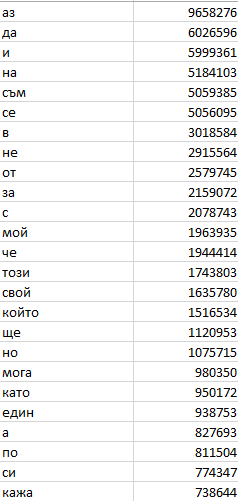 аз 9658276
да 6026596
и 5999361
на 5184103
съм 5059385
се 5056095
в 3018584
не 2915564
от 2579745
за 2159072
с 2078743
мой 1963935
че 1944414
този 1743803
свой 1635780
който 1516534
ще 1120953
но 1075715
мога 980350
като 950172
един 938753
а 827693
по 811504
си 774347
кажа 738644